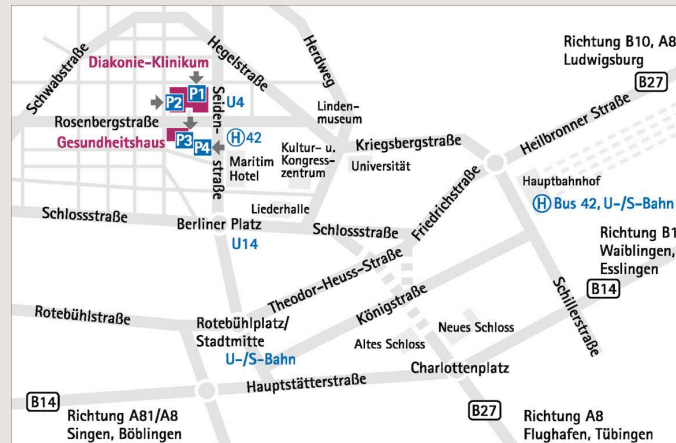 Schwabstraße
Diakonie-Klinikum
Hegelstraße
Herdweg
Richtung B10, A8
Ludwigsburg
B27
P1
P2
U4
Seiden-
straße
Linden-
museum
Rosenbergstraße
H 42
Kriegsbergstraße
Heilbronner Straße
Gesundheitshaus
P3
P4
Maritim
Hotel
Kultur- u.
Kongress-
zentrum
Universität
Friedrichstraße
Hauptbahnhof
H Bus 42, U-/S-Bahn
Schlossstraße
Berliner Platz
U14
Liederhalle
Schlossstraße
Richtung B1
Waiblingen,
Esslingen
B14
Theodor-Heuss-Straße
Königstraße
Schillerstraße
Rotebühlstraße
Rotebühlplatz/
Stadtmitte
U-/S-Bahn
Neues Schloss
Altes Schloss
Charlottenplatz
Hauptstätterstraße
B14
Richtung A81/A8
Singen, Böblingen
B27
Richtung A8
Flughafen, Tübingen